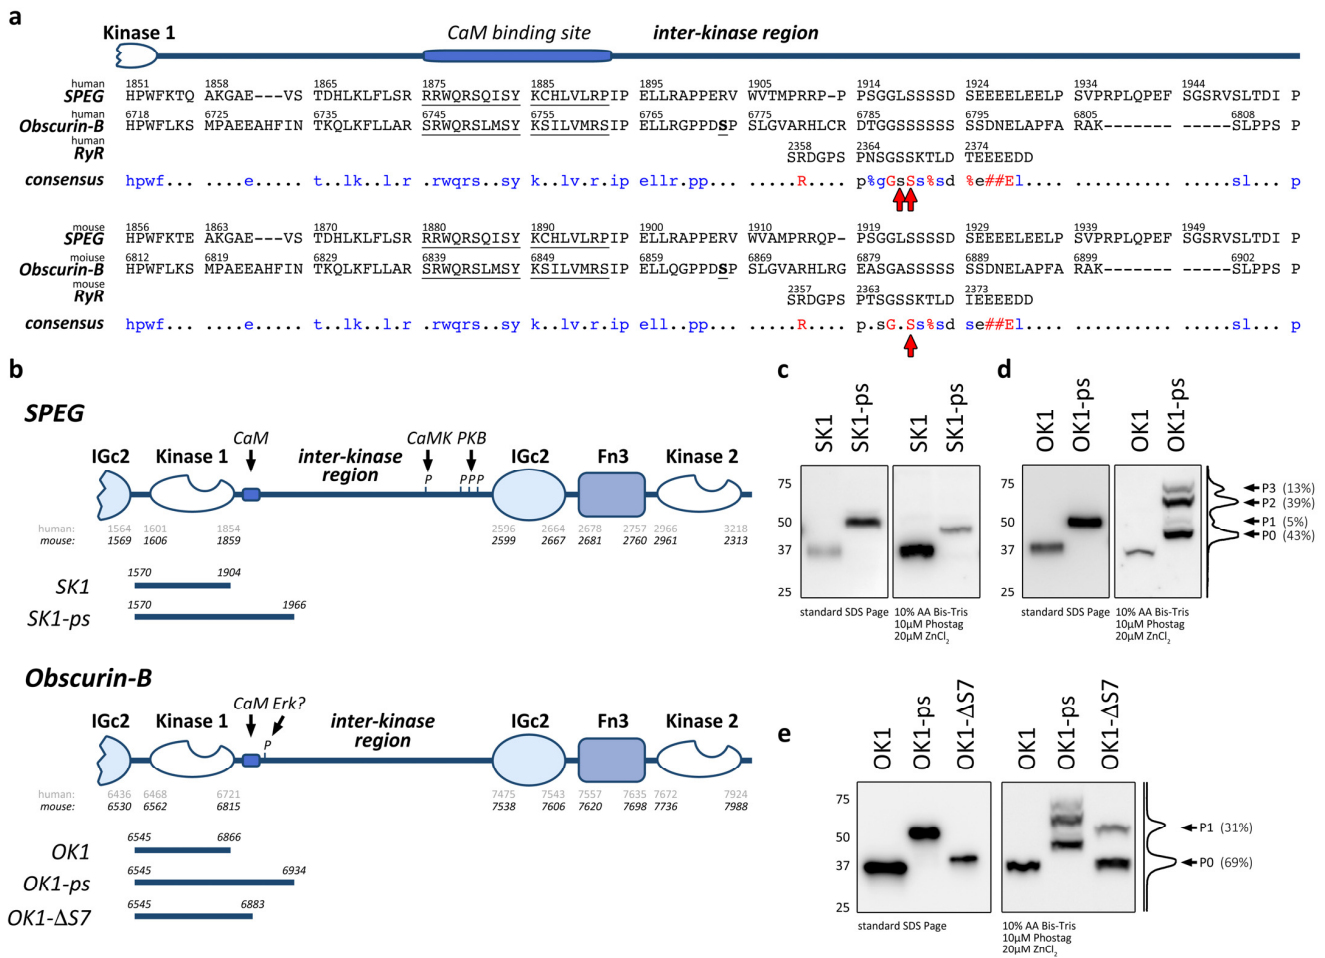 a
Kinase 1 CaM binding site inter-kinase region
human 1851 1858 1865 1875 1885 1895 1905 1914 1924 1934 1944
SPEG HPWFKTQ AKGAE---VS TDHLKLFLSR RRWQRSQISY KCHLVLRPIP ELLRAPPERV WVTMPRRP-P PSGGLSSSSD SEEEELEELP SVPRPLQPEF SGSRVSLTDI P
human 6718 6725 6735 6745 6755 6765 6775 6785 6795 6805 6808
Obscurin-B HPWFLKS MPAEEAHFIN TKQLKFLLAR SRWQRSLMSY KSILVMRSIP ELLRGPPDSP SLGVARHLCR DTGGSSSSSS SSDNELAPFA RAK------- ------SLPPS P
human 2358 2364 2374
RyR SRDGPS PNSGSSKTLD TEEEEDD
consensus hpwf... .....e.... t..lk..l.r .rwqrs..sy k..lv.r.ip ellr.pp... ......R... p%gGsSs%sd %e##El.... .......... ......sl.. p
mouse 1856 1863 1870 1880 1890 1900 1910 1919 1929 1939 1949
SPEG HPWFKTE AKGAE---VS TDHLKLFLSR RRWQRSQISY KCHLVLRPIP ELLRAPPERV WVAMPRRQP- PSGGLSSSSD SEEEELEELP SVPRPLQPEF SGSRVSLTDI P
moiuse 6812 6819 6829 6839 6849 6859 6869 6879 6889 6899 6902
Obscurin-B HPWFLKS MPAEEAHFIN TKQLKFLLAR SRWQRSLMSY KSILVMRSIP ELLQGPPDSP SLGVARHLRG EASGASSSSS SSDNELAPFA RAK------- ------SLPPS P
mouse 2357 2363 2373
RyR SRDGPS PTSGSSKTLD IEEEEDD
consensus hpwf... .....e.... t..lk..l.r .rwqrs..sy k..lv.r.ip ell..pp... ......R... p.sG.Ss%sd se##El.... .......... ......sl... p
b
SPEG
CaM CaMK PKB
IGc2 Kinase 1 inter-kinase region IGc2 Fn3 Kinase 2
P P P P
human: 1564 1601 1854 2596 2664 2678 2757 2966 3218
mouse: 1569 1606 1859 2599 2667 2681 2760 2961 2313
1570 1904
SK1
1570 1966
SK1-ps
Obscurin-B
CaM Erk?
IGc2 Kinase 1 inter-kinase region IGc2 Fn3 Kinase 2
P
human: 6436 6468 6721 7475 7543 7557 7635 7672 7924
mouse: 6530 6562 6815 7538 7606 7620 7698 7736 7988
6545 6866
OK1
6545 6934
OK1-ps
6545 6883
OK1-ΔS7
c
SK1 SK1-ps SK1 SK1-ps
75
50
37
25
standard SDS Page
10% AA Bis-Tris
10µM Phostag
20µM ZnCl2
d
OK1 OK1-ps OK1 OK1-ps
75
50
37
25
P3 (13%)
P2 (39%)
P1 (5%)
P0 (43%)
standard SDS Page
10% AA Bis-Tris
10µM Phostag
20µM ZnCl2
e
OK1 OK1-ps OK1-ΔS7 OK1 OK1-ps OK1-ΔS7
75
50
37
25
P1 (31%)
P0 (69%)
standard SDS Page
10% AA Bis-Tris
10µM Phostag
20µM ZnCl2